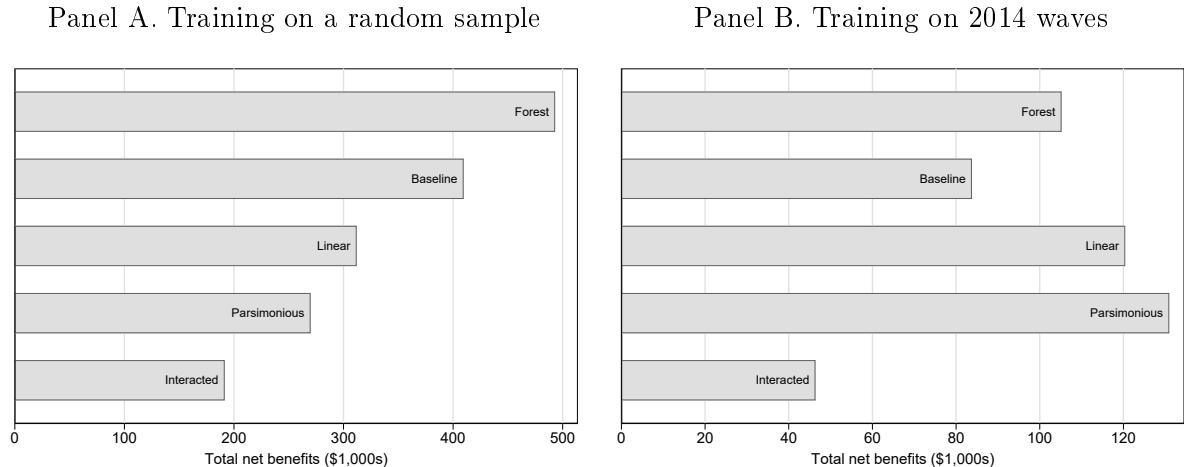 Panel A. Training on a random sample
Forest
Baseline
Linear
Parsimonious
Interacted
0 100 200 300 400 500
Total net benefits ($1,000s)
Panel B. Training on 2014 waves
Forest
Baseline
Linear
Parsimonious
Interacted
0 20 40 60 80 100 120
Total net benefits ($1,000s)